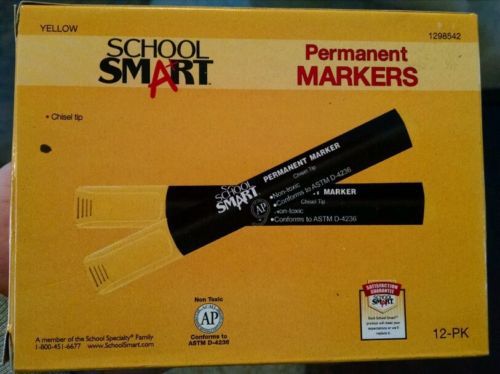 YELLOW
1298542
SCHOOL
SMART
Permanent
MARKERS
• Chisel tip
SCHOOL
SMART
PERMANENT MARKER
Chisel Tip
•Non-toxic
•Conforms to ASTM D-4236
AP
T MARKER
Chisel Tip
•Non-toxic
•Conforms to ASTM D-4236
Non Toxic
AP
Conforms to
ASTM D-4236
SATISFACTION
GUARANTEE
SCHOOL
SMART
A member of the School Specialty® Family
1-800-451-6677 www.SchoolSmart.com
12-PK